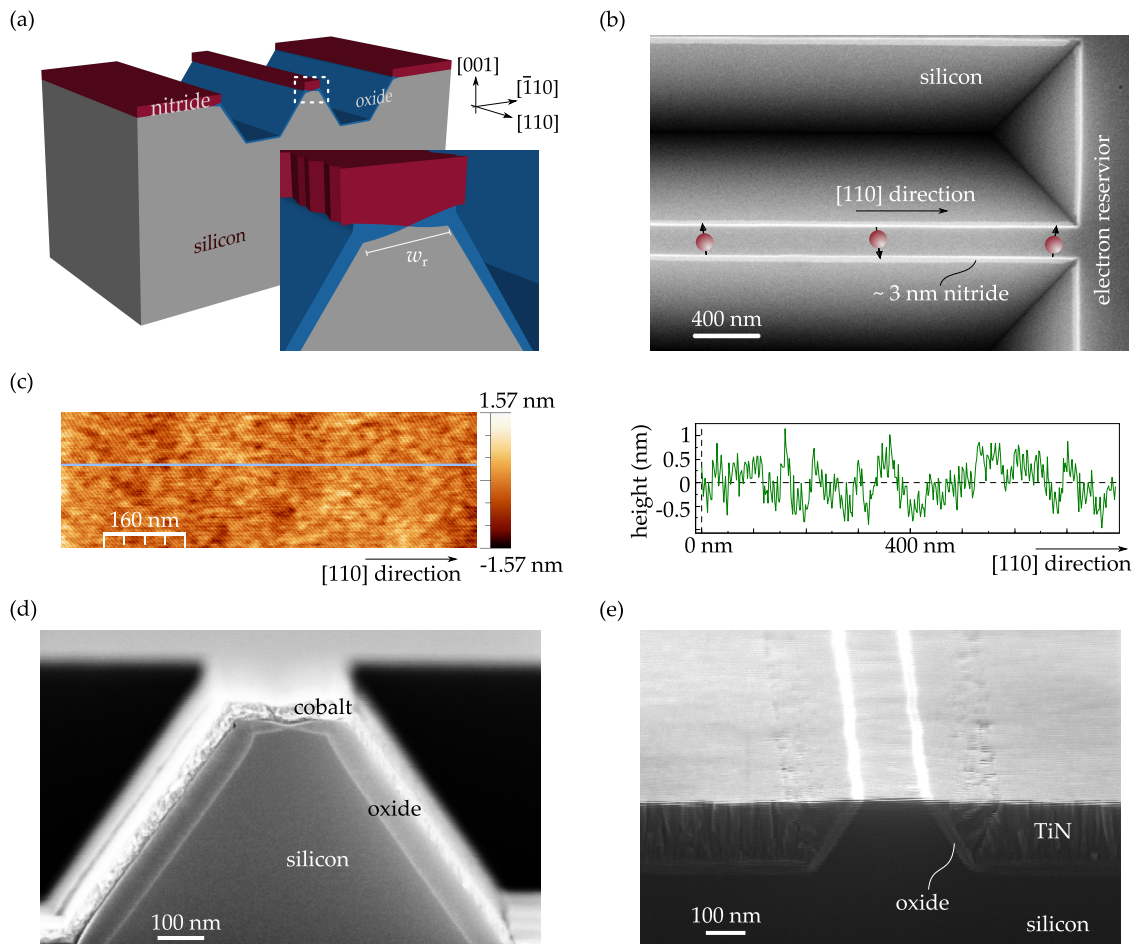 (a)
nitride
oxide
silicon
w_r
[001]
[1̄10]
[110]
(b)
silicon
[110] direction
electron reservior
~ 3 nm nitride
400 nm
(c)
1.57 nm
160 nm
[110] direction
-1.57 nm
height (nm)
1
0.5
0
-0.5
0 nm
400 nm
[110] direction
(d)
cobalt
oxide
silicon
100 nm
(e)
TiN
oxide
100 nm
silicon